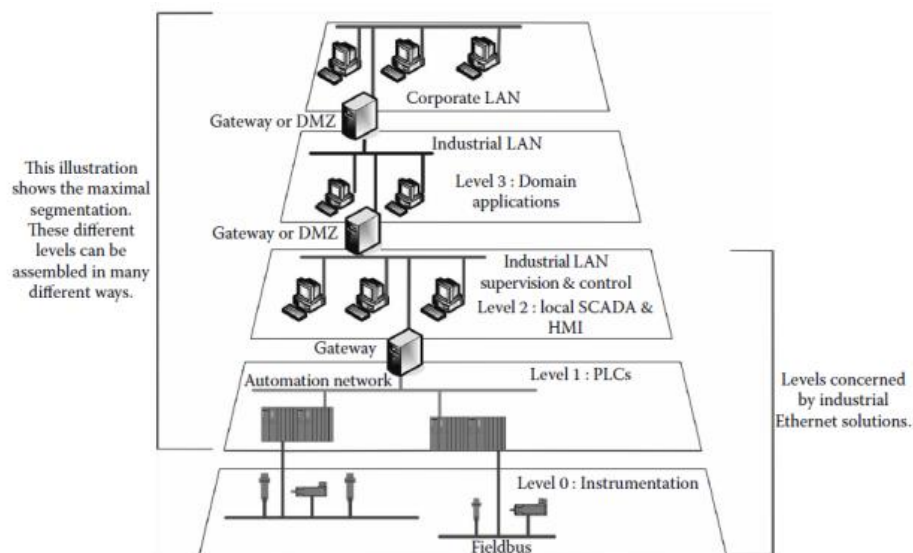 Corporate LAN
Gateway or DMZ
Industrial LAN
This illustration
shows the maximal
segmentation.
These different
levels can be
assembled in many
different ways.
Level 3 : Domain
applications
Gateway or DMZ
Industrial LAN
supervision & control
Level 2 : local SCADA &
HMI
Gateway
Automation network
Level 1 : PLCs
Levels concerned
by industrial
Ethernet solutions.
Level 0 : Instrumentation
Fieldbus